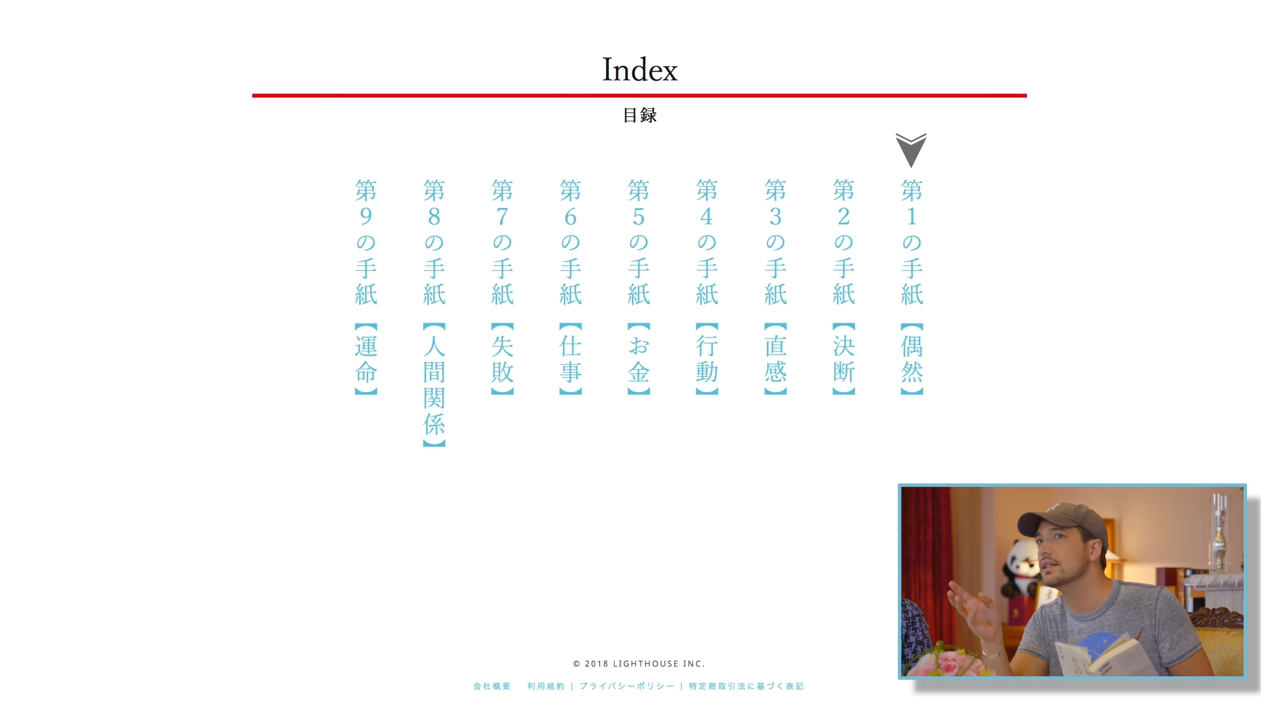 Index
目録
第1の手紙【偶然】
第2の手紙【決断】
第3の手紙【直感】
第4の手紙【行動】
第5の手紙【お金】
第6の手紙【仕事】
第7の手紙【失敗】
第8の手紙【人間関係】
第9の手紙【運命】
© 2018 LIGHTHOUSE INC.
会社概要 利用規約 | プライバシーポリシー | 特定商取引法に基づく表記